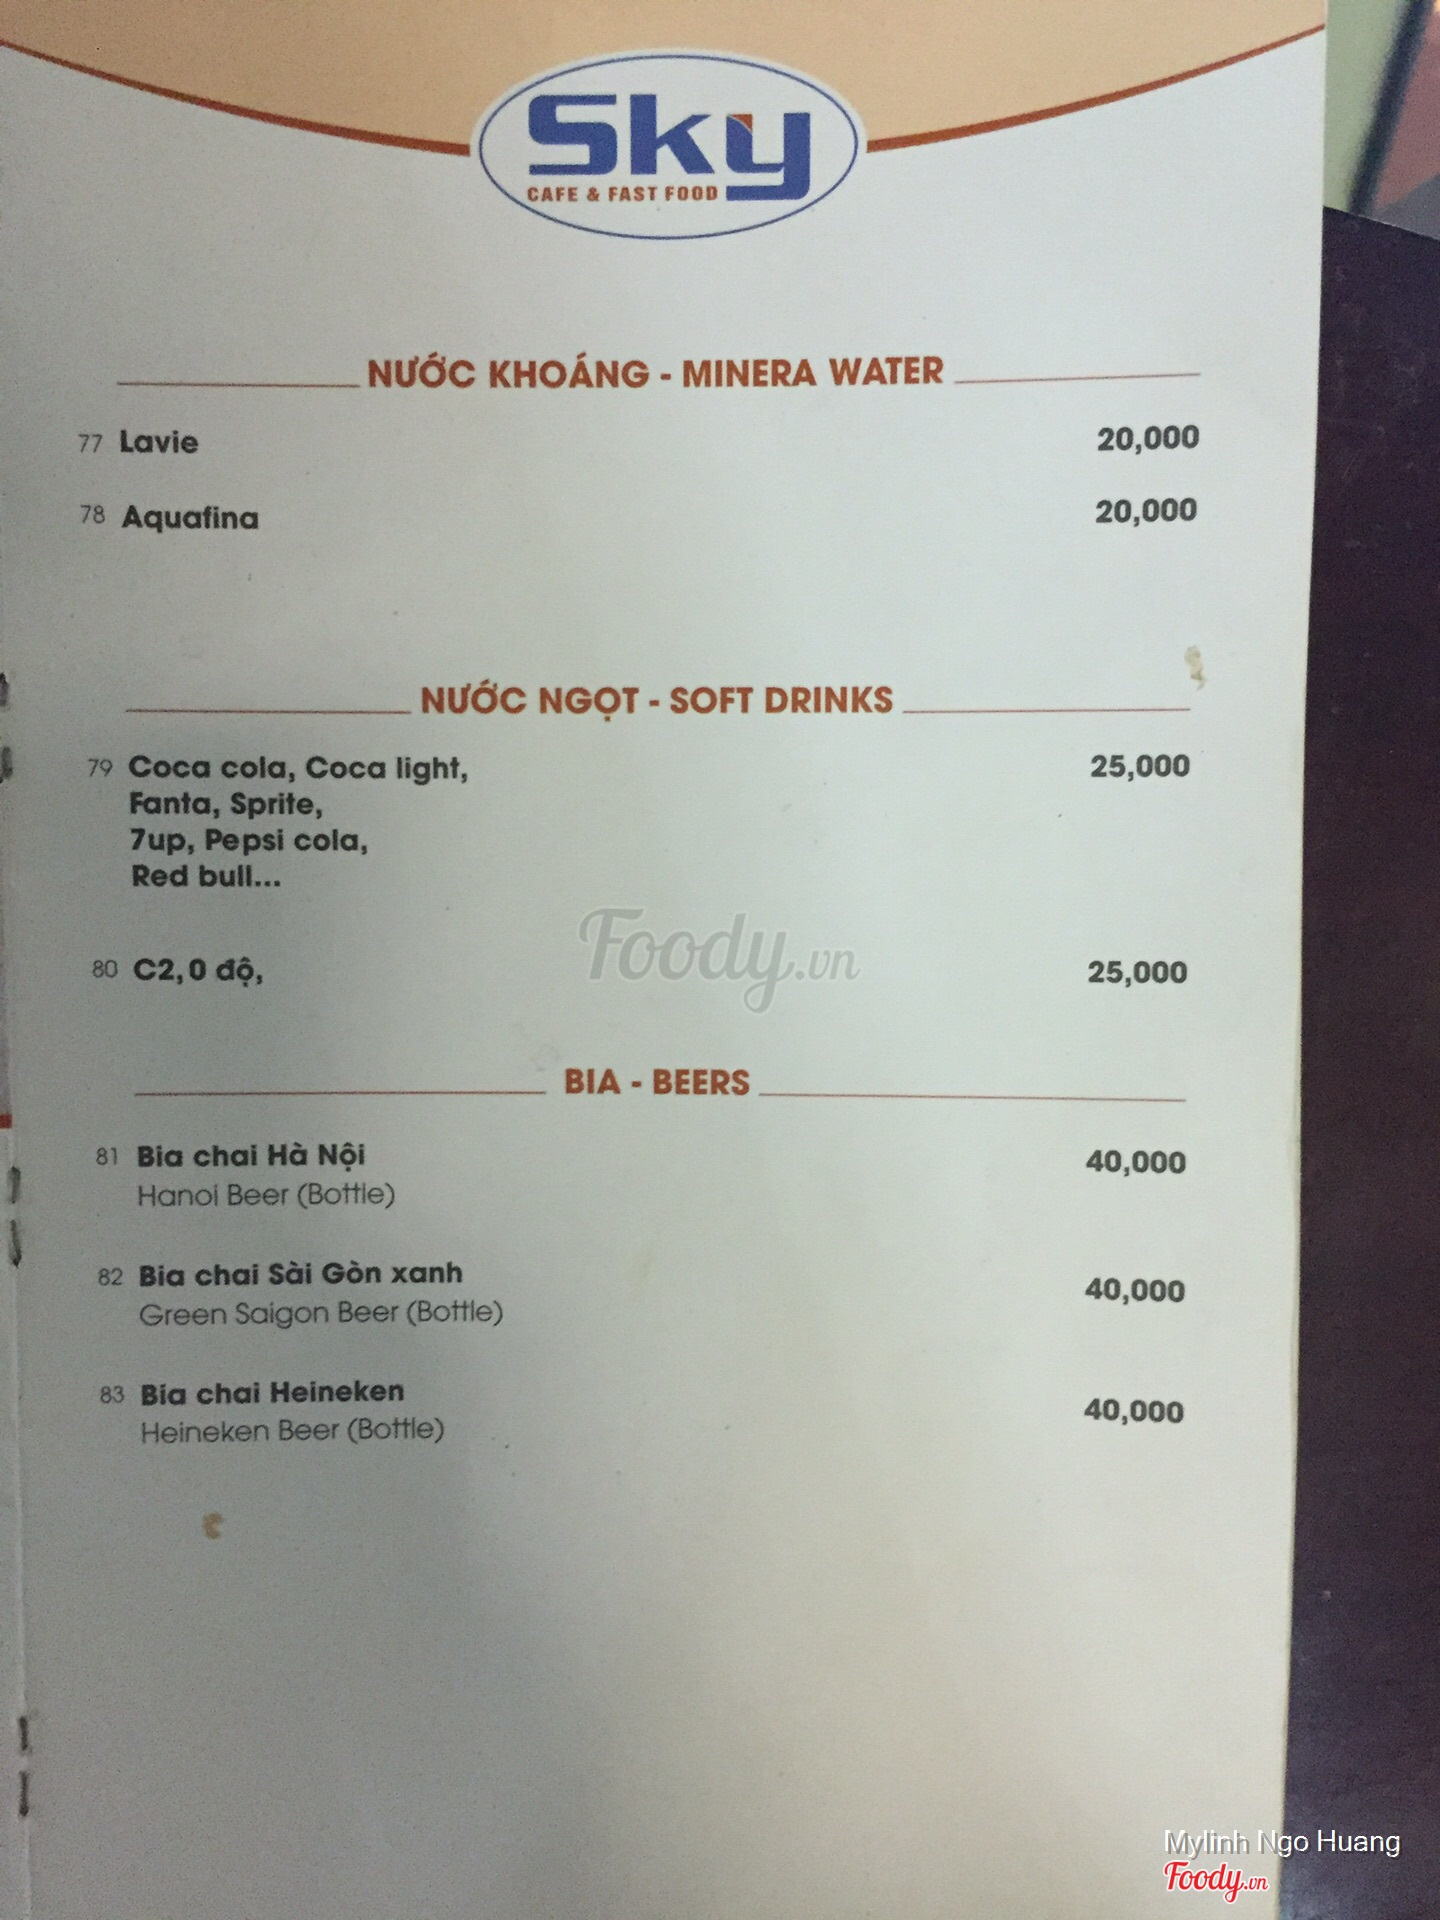 Sky
CAFE & FAST FOOD
NƯỚC KHOÁNG - MINERA WATER
77 Lavie 20,000
78 Aquafina 20,000
NƯỚC NGỌT - SOFT DRINKS
79 Coca cola, Coca light, 25,000
Fanta, Sprite,
7up, Pepsi cola,
Red bull...
Foody.vn
80 C2, 0 độ, 25,000
BIA - BEERS
81 Bia chai Hà Nội 40,000
Hanoi Beer (Bottle)
82 Bia chai Sài Gòn xanh 40,000
Green Saigon Beer (Bottle)
83 Bia chai Heineken 40,000
Heineken Beer (Bottle)
Mylinh Ngo Huang
Foody.vn